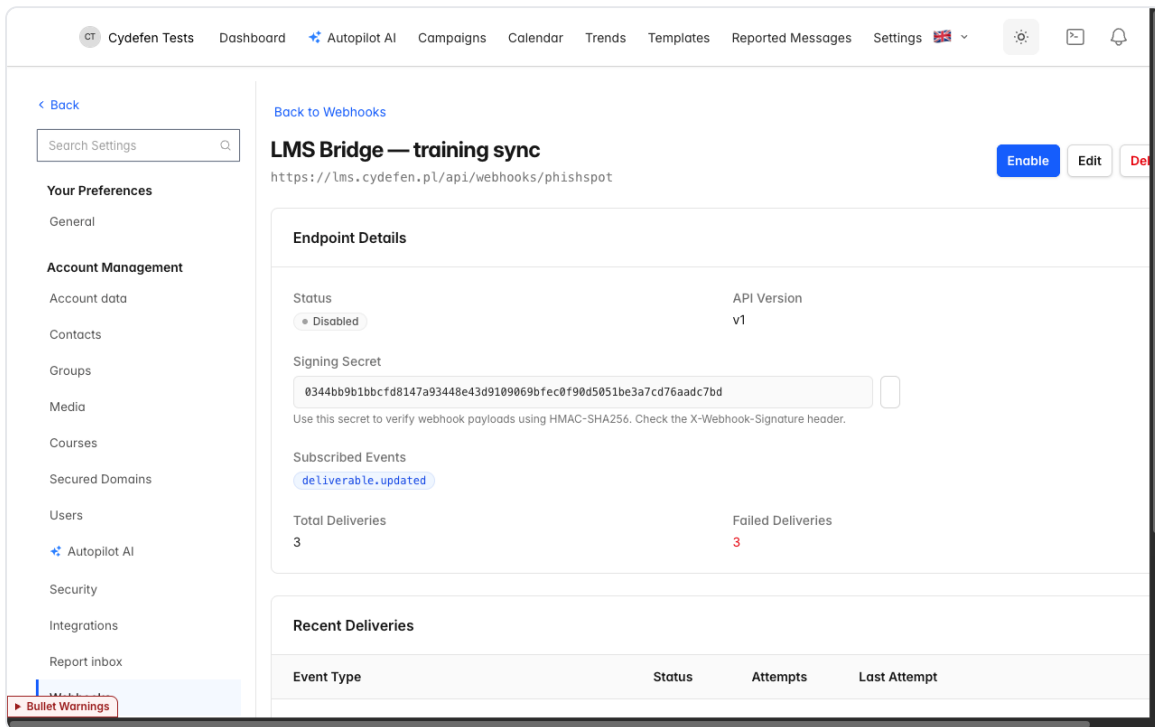 CT Cydefen Tests Dashboard Autopilot AI Campaigns Calendar Trends Templates Reported Messages Settings
Back
Search Settings
Your Preferences
General
Account Management
Account data
Contacts
Groups
Media
Courses
Secured Domains
Users
Autopilot AI
Security
Integrations
Report inbox
Webhooks
Bullet Warnings
Back to Webhooks
LMS Bridge — training sync
https://lms.cydefen.pl/api/webhooks/phishspot
Enable Edit Del
Endpoint Details
Status API Version
Disabled v1
Signing Secret
0344bb9b1bbcfd8147a93448e43d9109069bfec0f90d5051be3a7cd76aadc7bd
Use this secret to verify webhook payloads using HMAC-SHA256. Check the X-Webhook-Signature header.
Subscribed Events
deliverable.updated
Total Deliveries Failed Deliveries
3 3
Recent Deliveries
Event Type Status Attempts Last Attempt